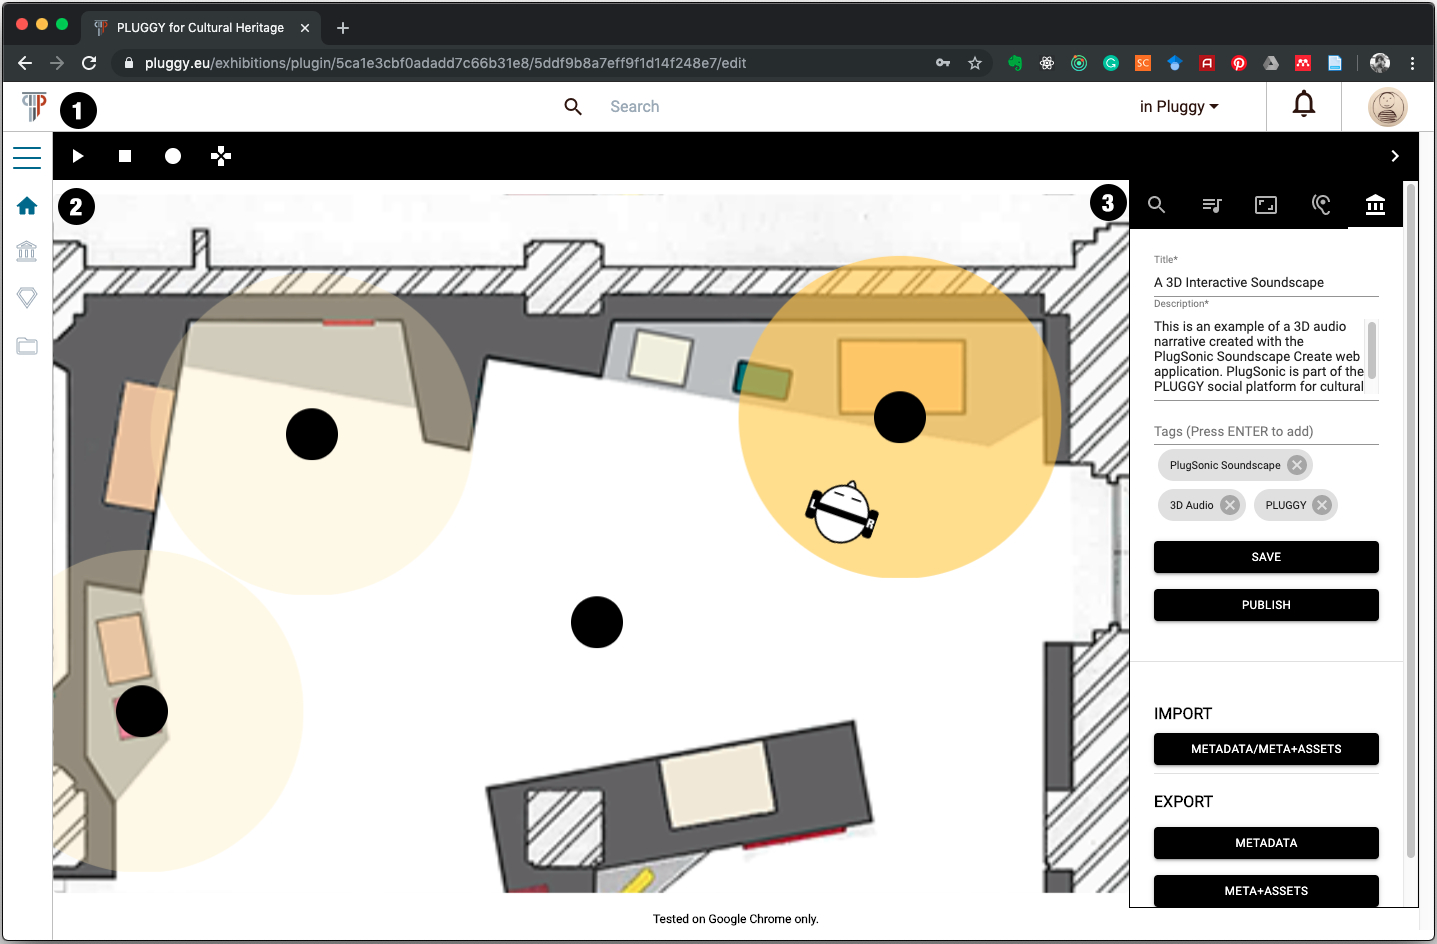 PLUGGY for Cultural Heritage
pluggy.eu/exhibitions/plugin/5ca1e3cbf0adadd7c66b31e8/5ddf9b8a7eff9f1d14f248e7/edit
SC
1
Search
in Pluggy
2
3
Title*
A 3D Interactive Soundscape
Description*
This is an example of a 3D audio
narrative created with the
PlugSonic Soundscape Create web
application. PlugSonic is part of the
PLUGGY social platform for cultural
Tags (Press ENTER to add)
PlugSonic Soundscape
3D Audio
PLUGGY
SAVE
PUBLISH
IMPORT
METADATA/META+ASSETS
EXPORT
METADATA
META+ASSETS
L
R
Tested on Google Chrome only.